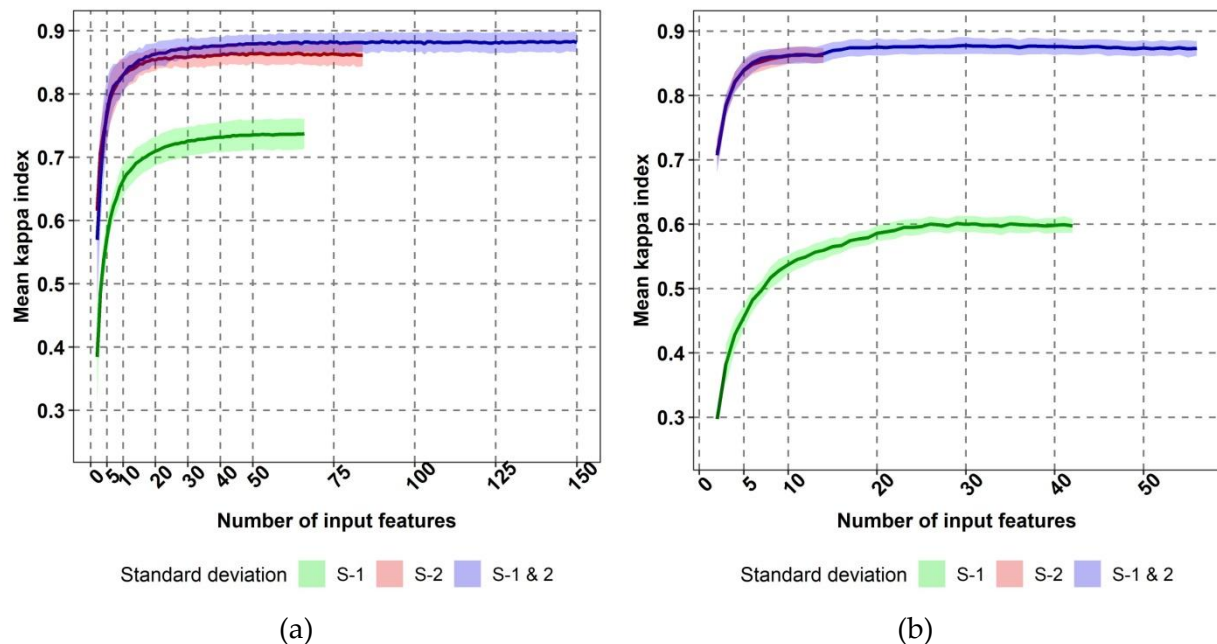 0.9
0.8
0.7
0.6
0.5
0.4
0.3
Mean kappa index
0 5 10 20 30 40 50 75 100 125 150
Number of input features
Standard deviation S-1 S-2 S-1 & 2
(a)
0.9
0.8
0.7
0.6
0.5
0.4
0.3
Mean kappa index
0 5 10 20 30 40 50
Number of input features
Standard deviation S-1 S-2 S-1 & 2
(b)